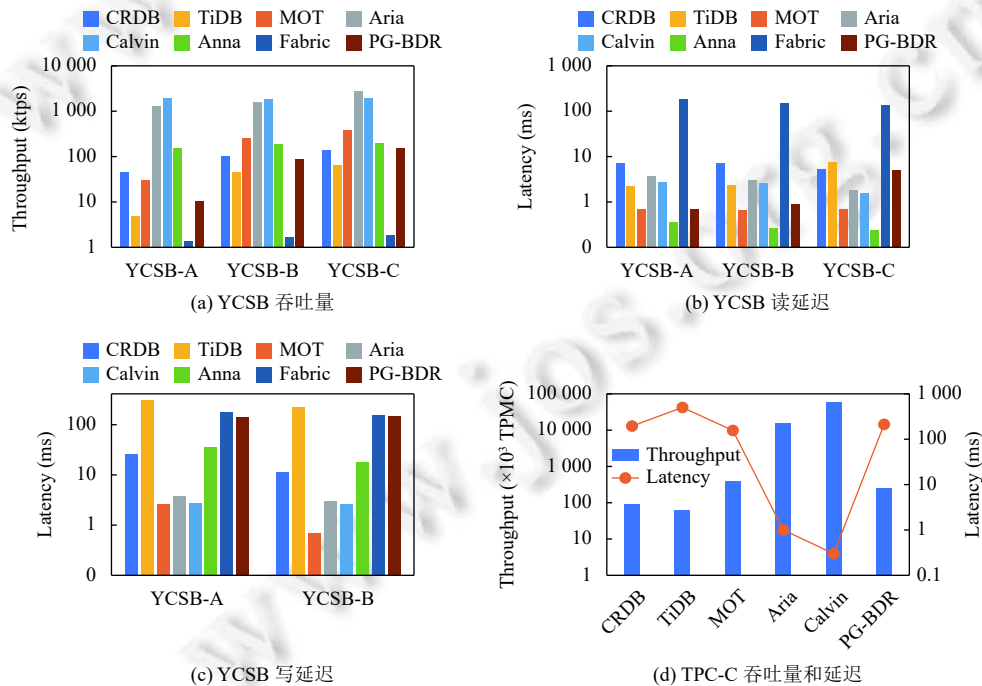 CRDB TiDB MOT Aria
Calvin Anna Fabric PG-BDR
Throughput (ktps)
10 000
1 000
100
10
1
YCSB-A YCSB-B YCSB-C
(a) YCSB 吞吐量
CRDB TiDB MOT Aria
Calvin Anna Fabric PG-BDR
Latency (ms)
1 000
100
10
1
0
YCSB-A YCSB-B YCSB-C
(b) YCSB 读延迟
CRDB TiDB MOT Aria
Calvin Anna Fabric PG-BDR
Latency (ms)
100
10
1
0
YCSB-A YCSB-B
(c) YCSB 写延迟
Throughput (×10³ TPMC)
100 000
10 000
1 000
100
10
1
Throughput
Latency
1 000
100
10
1
0.1
Latency (ms)
CRDB TiDB MOT Aria Calvin PG-BDR
(d) TPC-C 吞吐量和延迟